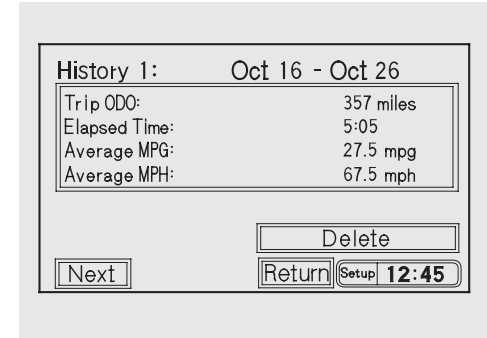 History 1: Oct 16 - Oct 26
Trip ODO: 357 miles
Elapsed Time: 5:05
Average MPG: 27.5 mpg
Average MPH: 67.5 mph
Delete
Next Return Setup 12:45